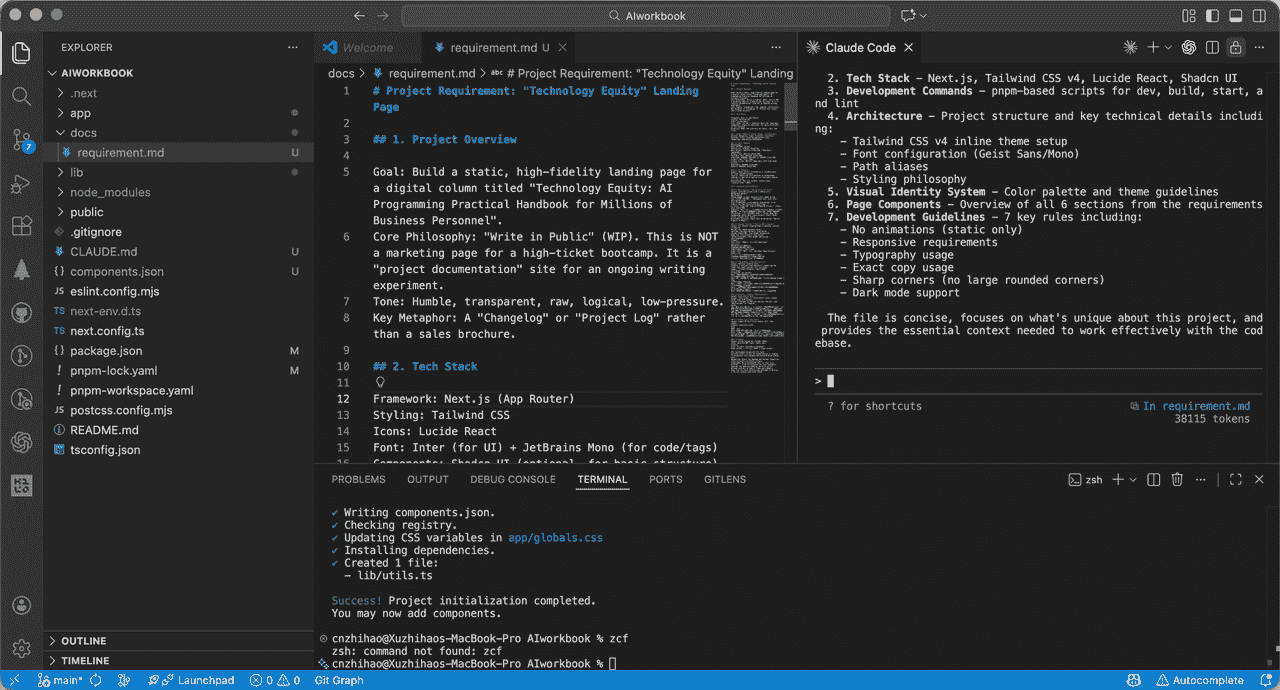 AIworkbook
EXPLORER
AIWORKBOOK
.next
app
docs
requirement.md U
lib
node_modules
public
.gitignore
CLAUDE.md U
components.json U
eslint.config.mjs
next-env.d.ts
next.config.ts
package.json M
pnpm-lock.yaml M
pnpm-workspace.yaml
postcss.config.mjs
README.md
tsconfig.json
OUTLINE
TIMELINE
Welcome
requirement.md U
docs > requirement.md > # Project Requirement: "Technology Equity" Landing
1 # Project Requirement: "Technology Equity" Landing
Page
2
3 ## 1. Project Overview
4
5 Goal: Build a static, high-fidelity landing page for
a digital column titled "Technology Equity: AI
Programming Practical Handbook for Millions of
Business Personnel".
6 Core Philosophy: "Write in Public" (WIP). This is NOT
a marketing page for a high-ticket bootcamp. It is a
"project documentation" site for an ongoing writing
experiment.
7 Tone: Humble, transparent, raw, logical, low-pressure.
8 Key Metaphor: A "Changelog" or "Project Log" rather
than a sales brochure.
9
10 ## 2. Tech Stack
11
12 Framework: Next.js (App Router)
13 Styling: Tailwind CSS
14 Icons: Lucide React
15 Font: Inter (for UI) + JetBrains Mono (for code/tags)
16 Components: Shadcn UI (optional, for basic structure)
Claude Code
2. Tech Stack - Next.js, Tailwind CSS v4, Lucide React, Shadcn UI
3. Development Commands - pnpm-based scripts for dev, build, start, a
nd lint
4. Architecture - Project structure and key technical details includi
ng:
- Tailwind CSS v4 inline theme setup
- Font configuration (Geist Sans/Mono)
- Path aliases
- Styling philosophy
5. Visual Identity System - Color palette and theme guidelines
6. Page Components - Overview of all 6 sections from the requirements
7. Development Guidelines - 7 key rules including:
- No animations (static only)
- Responsive requirements
- Typography usage
- Exact copy usage
- Sharp corners (no large rounded corners)
- Dark mode support
The file is concise, focuses on what's unique about this project, and
provides the essential context needed to work effectively with the cod
ebase.
>
? for shortcuts
In requirement.md
38115 tokens
PROBLEMS OUTPUT DEBUG CONSOLE TERMINAL PORTS GITLENS
zsh
✔ Writing components.json.
✔ Checking registry.
✔ Updating CSS variables in app/globals.css
✔ Installing dependencies.
✔ Created 1 file:
- lib/utils.ts
Success! Project initialization completed.
You may now add components.
cnzhihao@Xuzhihaos-MacBook-Pro AIworkbook % zcf
zsh: command not found: zcf
cnzhihao@Xuzhihaos-MacBook-Pro AIworkbook %
7
main* Launchpad 0 0 Git Graph
Autocomplete